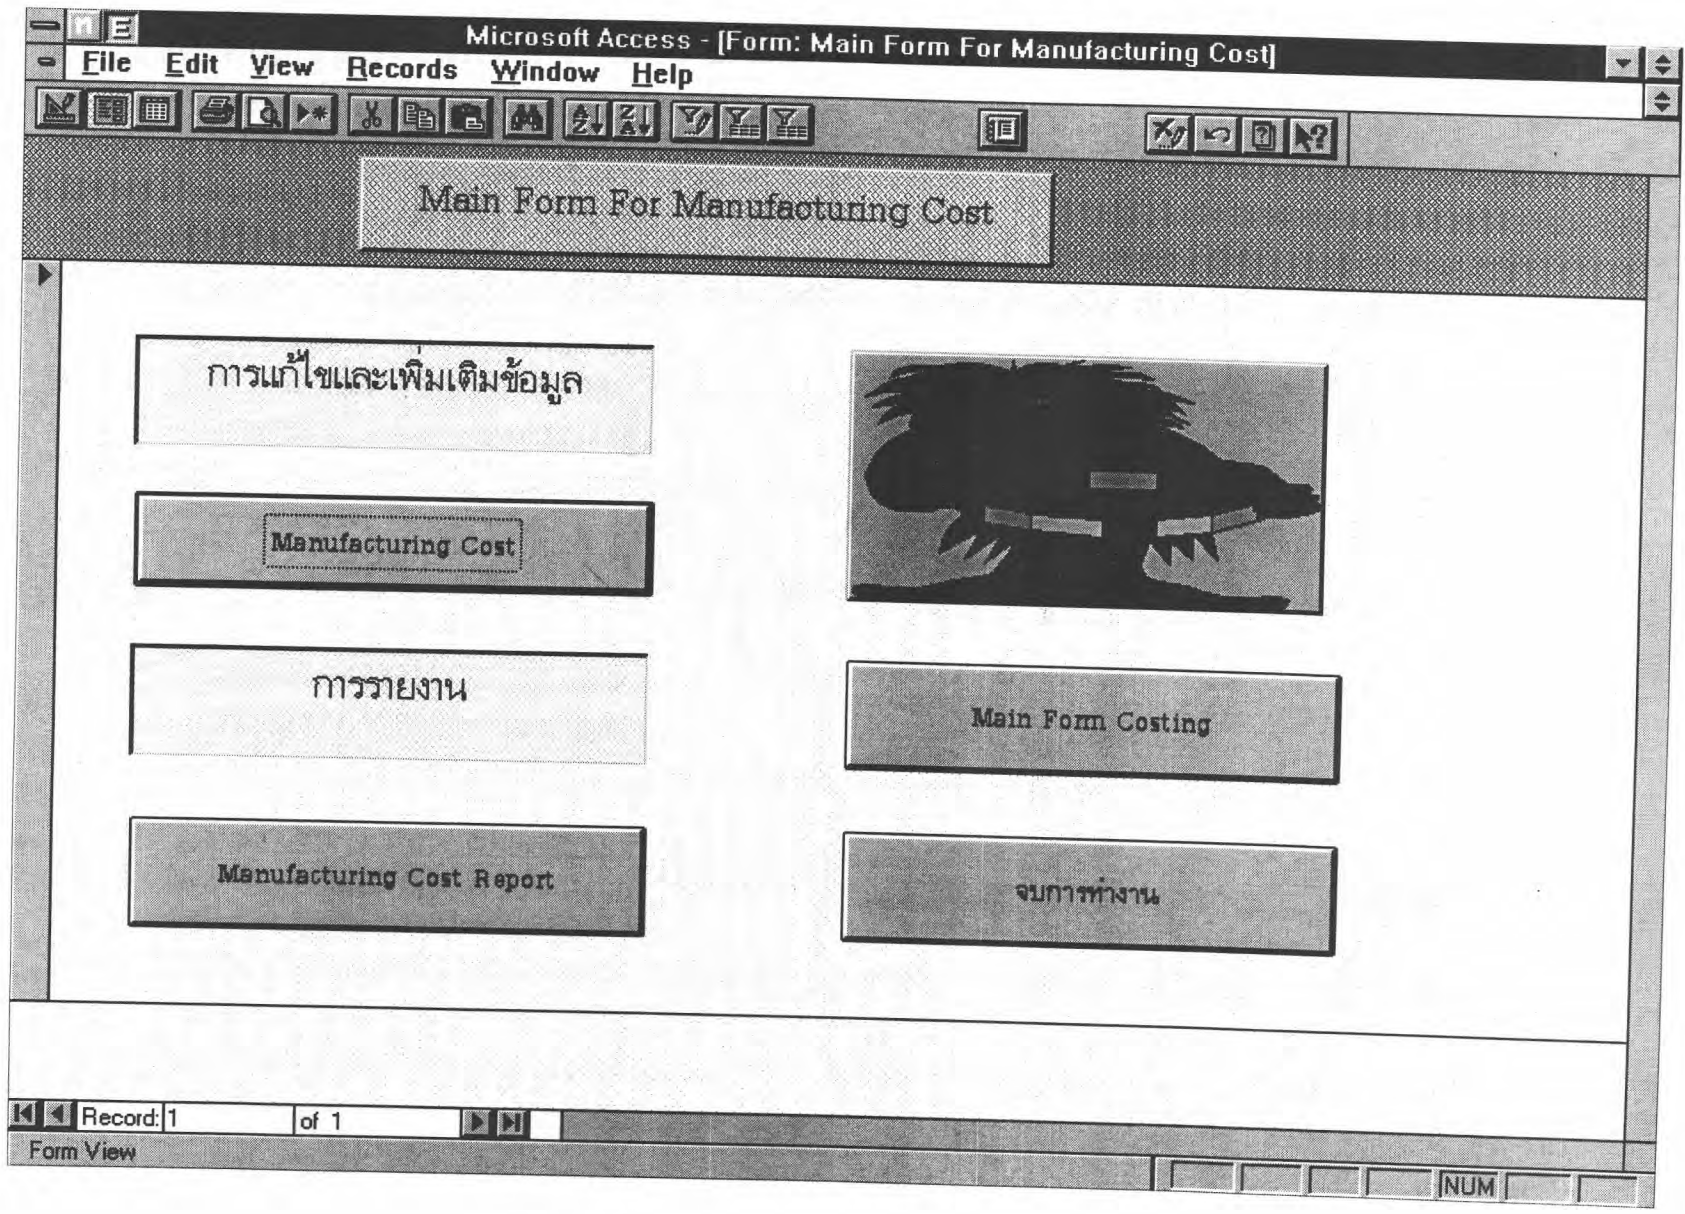 Microsoft Access - [Form: Main Form For Manufacturing Cost]
File Edit View Records Window Help
Main Form For Manufacturing Cost
การแก้ไขและเพิ่มเติมข้อมูล
Manufacturing Cost
การรายงาน
Main Form Costing
Manufacturing Cost Report
จบการทำงาน
Record: 1 of 1
Form View
NUM